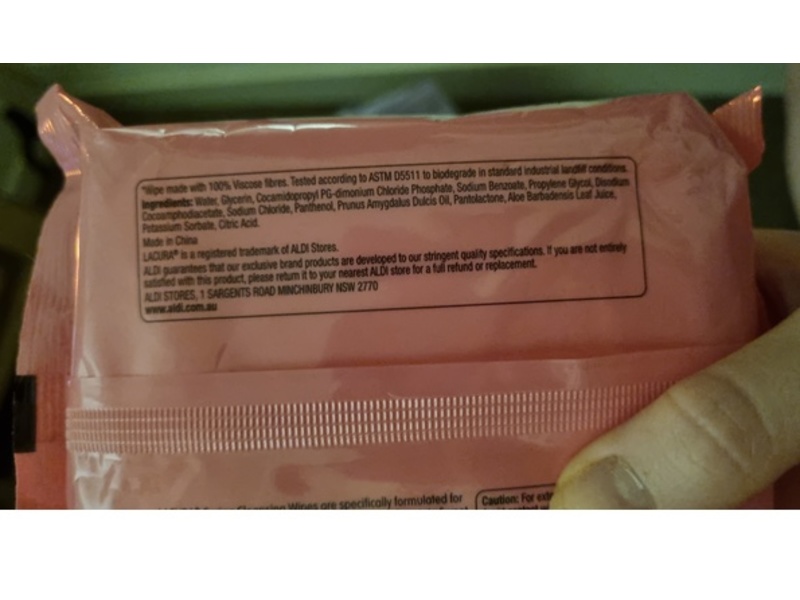 *Wipe made with 100% Viscose fibres. Tested according to ASTM D5511 to biodegrade in standard industrial landfill conditions.
Ingredients: Water, Glycerin, Cocamidopropyl PG-dimonium Chloride Phosphate, Sodium Benzoate, Propylene Glycol, Disodium
Cocoamphodiacetate, Sodium Chloride, Panthenol, Prunus Amygdalus Dulcis Oil, Pantolactone, Aloe Barbadensis Leaf Juice,
Potassium Sorbate, Citric Acid.
Made in China
LACURA® is a registered trademark of ALDI Stores.
ALDI guarantees that our exclusive brand products are developed to our stringent quality specifications. If you are not entirely
satisfied with this product, please return it to your nearest ALDI store for a full refund or replacement.
ALDI STORES, 1 SARGENTS ROAD MINCHINBURY NSW 2770
www.aldi.com.au
Cleansing Wipes are specifically formulated for
Caution: For